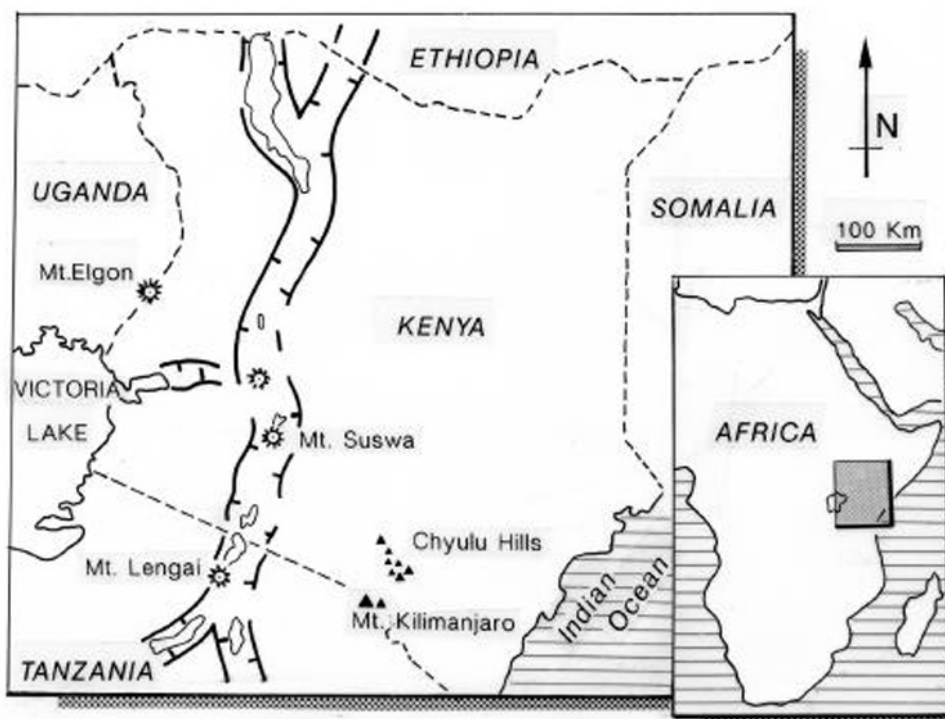 ETHIOPIA
N
UGANDA
SOMALIA
100 Km
Mt.Elgon
KENYA
VICTORIA
LAKE
Mt. Suswa
AFRICA
Chyulu Hills
Mt. Lengai
Indian
Ocean
Mt. Kilimanjaro
TANZANIA